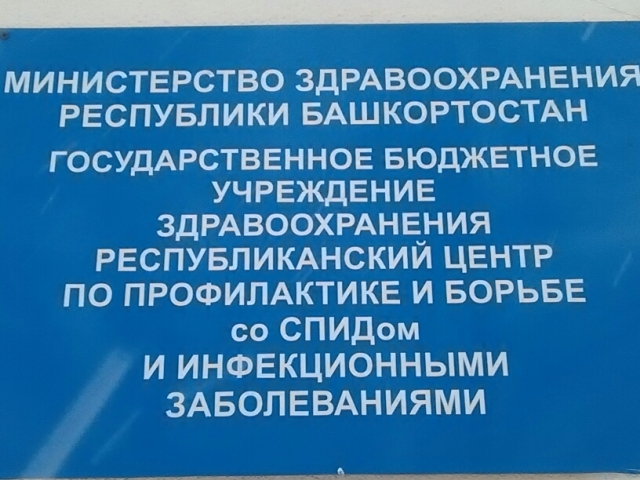 МИНИСТЕРСТВО ЗДРАВООХРАНЕНИЯ
РЕСПУБЛИКИ БАШКОРТОСТАН
ГОСУДАРСТВЕННОЕ БЮДЖЕТНОЕ
УЧРЕЖДЕНИЕ
ЗДРАВООХРАНЕНИЯ
РЕСПУБЛИКАНСКИЙ ЦЕНТР
ПО ПРОФИЛАКТИКЕ И БОРЬБЕ
со СПИДом
И ИНФЕКЦИОННЫМИ
ЗАБОЛЕВАНИЯМИ